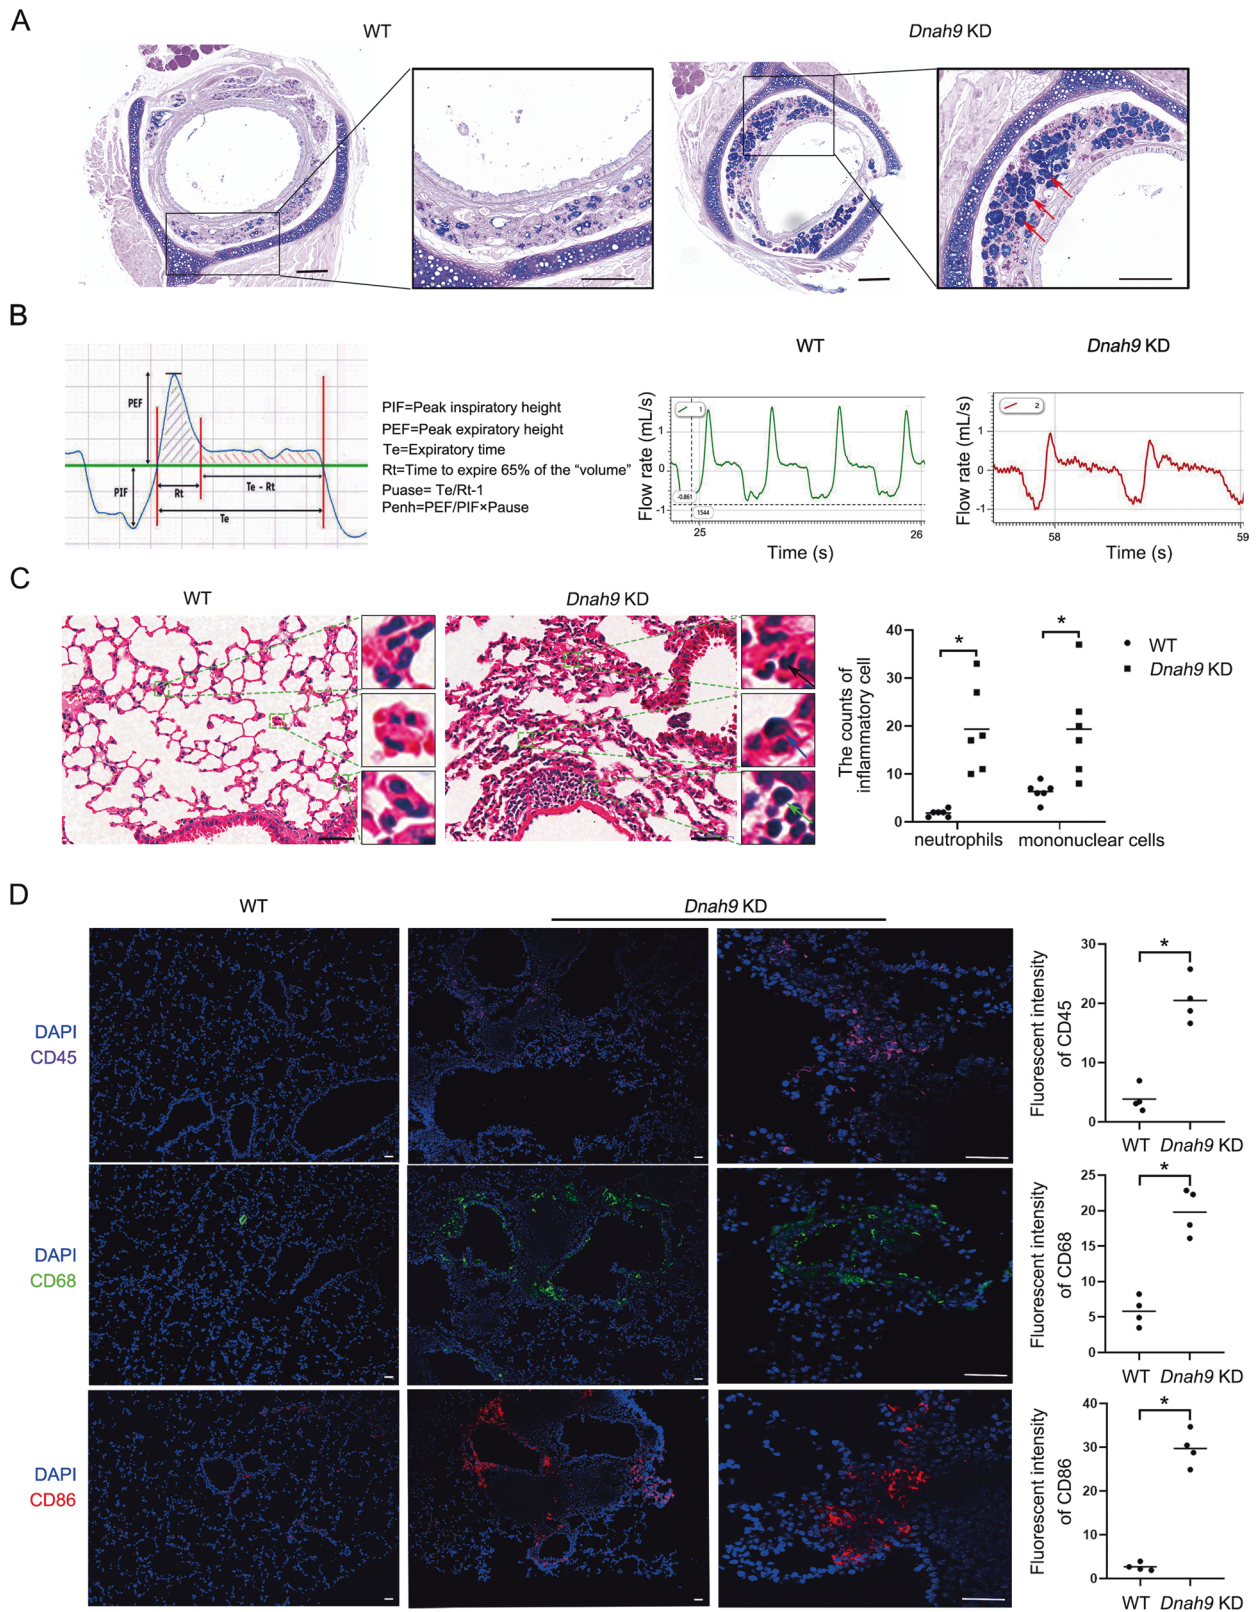 A
WT
Dnah9 KD
B
PEF
PIF
Rt
Te - Rt
Te
PIF=Peak inspiratory height
PEF=Peak expiratory height
Te=Expiratory time
Rt=Time to expire 65% of the "volume"
Puase= Te/Rt-1
Penh=PEF/PIF×Pause
WT
Flow rate (mL/s)
1
0
-1
1
-0.861
1544
25
26
Time (s)
Dnah9 KD
Flow rate (mL/s)
1
0
-1
2
58
59
Time (s)
C
WT
Dnah9 KD
The counts of
inflammatory cell
40
30
20
10
0
*
*
WT
Dnah9 KD
neutrophils
mononuclear cells
D
WT
Dnah9 KD
DAPI
CD45
Fluorescent intensity
of CD45
30
20
10
0
*
WT
Dnah9 KD
DAPI
CD68
Fluorescent intensity
of CD68
25
20
15
10
5
0
*
WT
Dnah9 KD
DAPI
CD86
Fluorescent intensity
of CD86
40
30
20
10
0
*
WT
Dnah9 KD